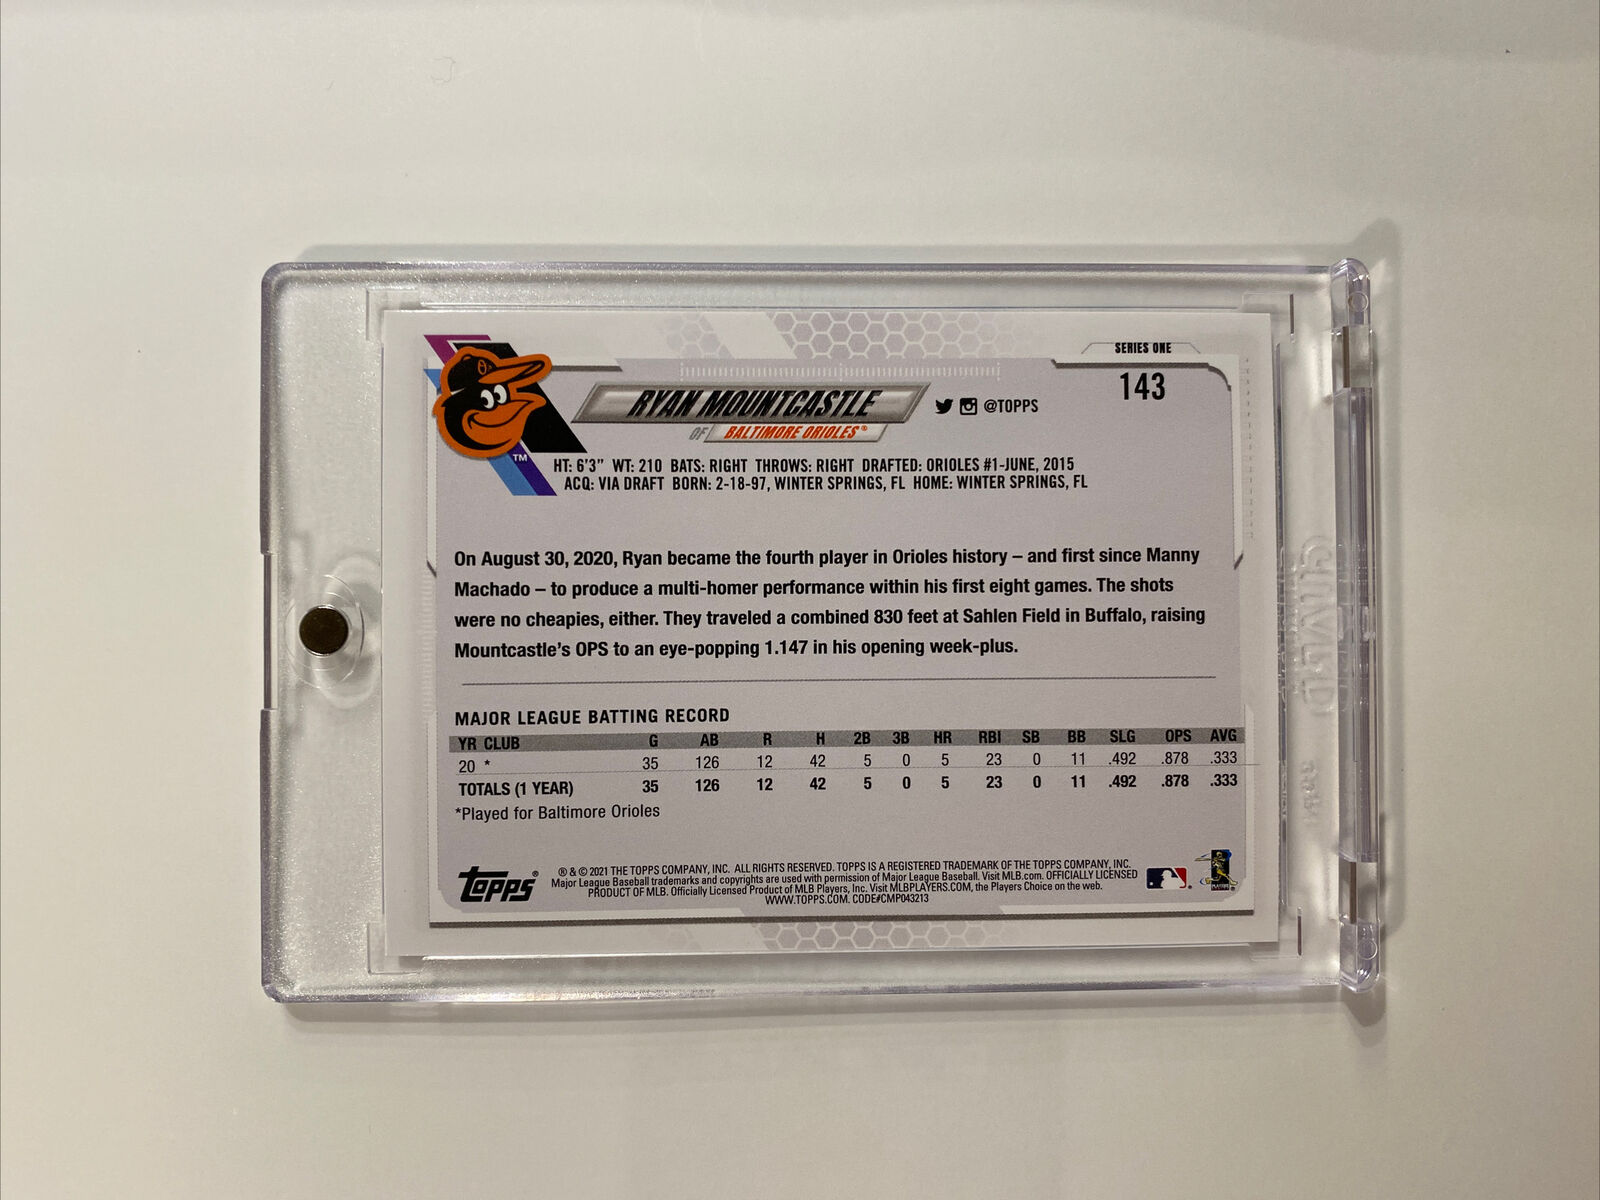 SERIES ONE
143
RYAN MOUNTCASTLE
@TOPPS
OF BALTIMORE ORIOLES®
TM
HT: 6'3" WT: 210 BATS: RIGHT THROWS: RIGHT DRAFTED: ORIOLES #1-JUNE, 2015
ACQ: VIA DRAFT BORN: 2-18-97, WINTER SPRINGS, FL HOME: WINTER SPRINGS, FL
On August 30, 2020, Ryan became the fourth player in Orioles history – and first since Manny
Machado – to produce a multi-homer performance within his first eight games. The shots
were no cheapies, either. They traveled a combined 830 feet at Sahlen Field in Buffalo, raising
Mountcastle's OPS to an eye-popping 1.147 in his opening week-plus.
MAJOR LEAGUE BATTING RECORD
YR CLUB G AB R H 2B 3B HR RBI SB BB SLG OPS AVG
20 * 35 126 12 42 5 0 5 23 0 11 .492 .878 .333
TOTALS (1 YEAR) 35 126 12 42 5 0 5 23 0 11 .492 .878 .333
*Played for Baltimore Orioles
topps®
® & © 2021 THE TOPPS COMPANY, INC. ALL RIGHTS RESERVED. TOPPS IS A REGISTERED TRADEMARK OF THE TOPPS COMPANY, INC.
Major League Baseball trademarks and copyrights are used with permission of Major League Baseball. Visit MLB.com. OFFICIALLY LICENSED
PRODUCT OF MLB. Officially Licensed Product of MLB Players, Inc. Visit MLBPLAYERS.COM, the Players Choice on the web.
WWW.TOPPS.COM. CODE#CMP043213